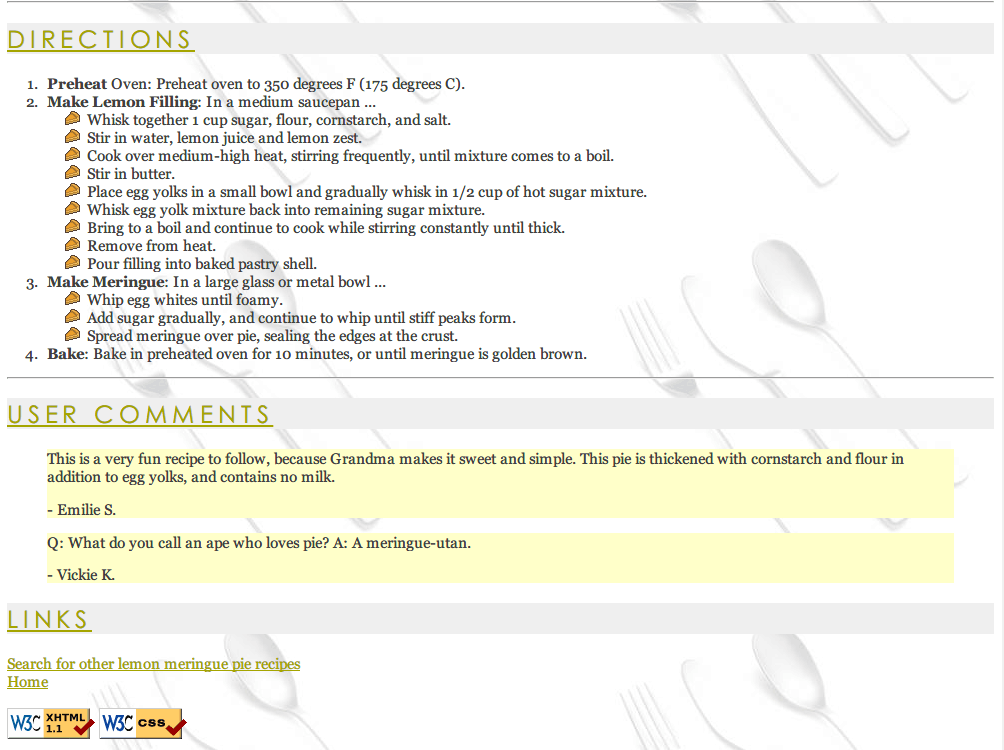 DIRECTIONS
1. Preheat Oven: Preheat oven to 350 degrees F (175 degrees C).
2. Make Lemon Filling: In a medium saucepan ...
Whisk together 1 cup sugar, flour, cornstarch, and salt.
Stir in water, lemon juice and lemon zest.
Cook over medium-high heat, stirring frequently, until mixture comes to a boil.
Stir in butter.
Place egg yolks in a small bowl and gradually whisk in 1/2 cup of hot sugar mixture.
Whisk egg yolk mixture back into remaining sugar mixture.
Bring to a boil and continue to cook while stirring constantly until thick.
Remove from heat.
Pour filling into baked pastry shell.
3. Make Meringue: In a large glass or metal bowl ...
Whip egg whites until foamy.
Add sugar gradually, and continue to whip until stiff peaks form.
Spread meringue over pie, sealing the edges at the crust.
4. Bake: Bake in preheated oven for 10 minutes, or until meringue is golden brown.
USER COMMENTS
This is a very fun recipe to follow, because Grandma makes it sweet and simple. This pie is thickened with cornstarch and flour in
addition to egg yolks, and contains no milk.
- Emilie S.
Q: What do you call an ape who loves pie? A: A meringue-utan.
- Vickie K.
LINKS
Search for other lemon meringue pie recipes
Home
W3C XHTML 1.1 W3C CSS